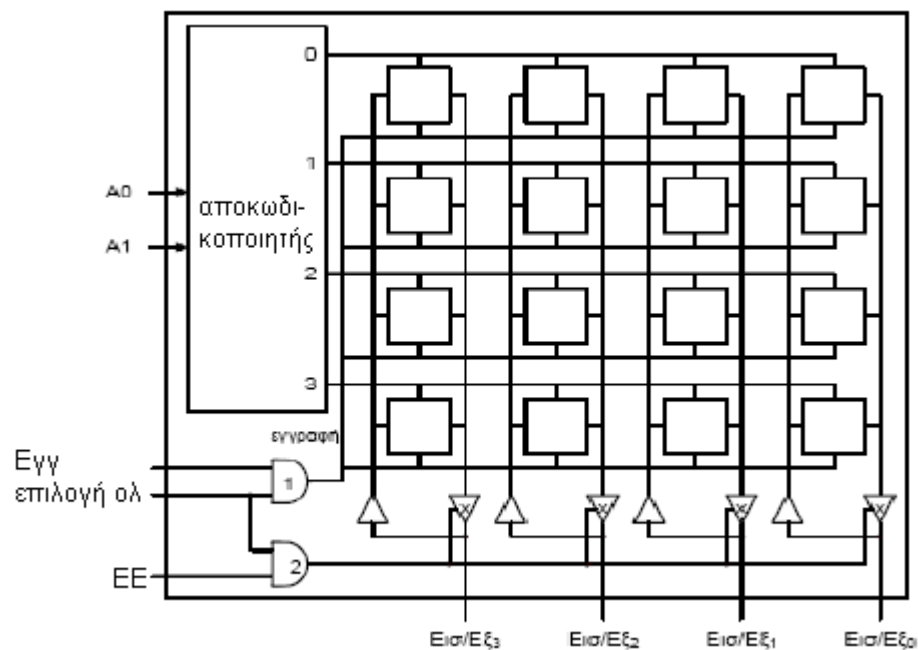 0
1
A0
αποκωδι-
κοποιητής
A1
2
3
εγγραφή
Εγγ
επιλογή ολ
1
x x x x
2
ΕΕ
Εισ/Εξ3 Εισ/Εξ2 Εισ/Εξ1 Εισ/Εξ0